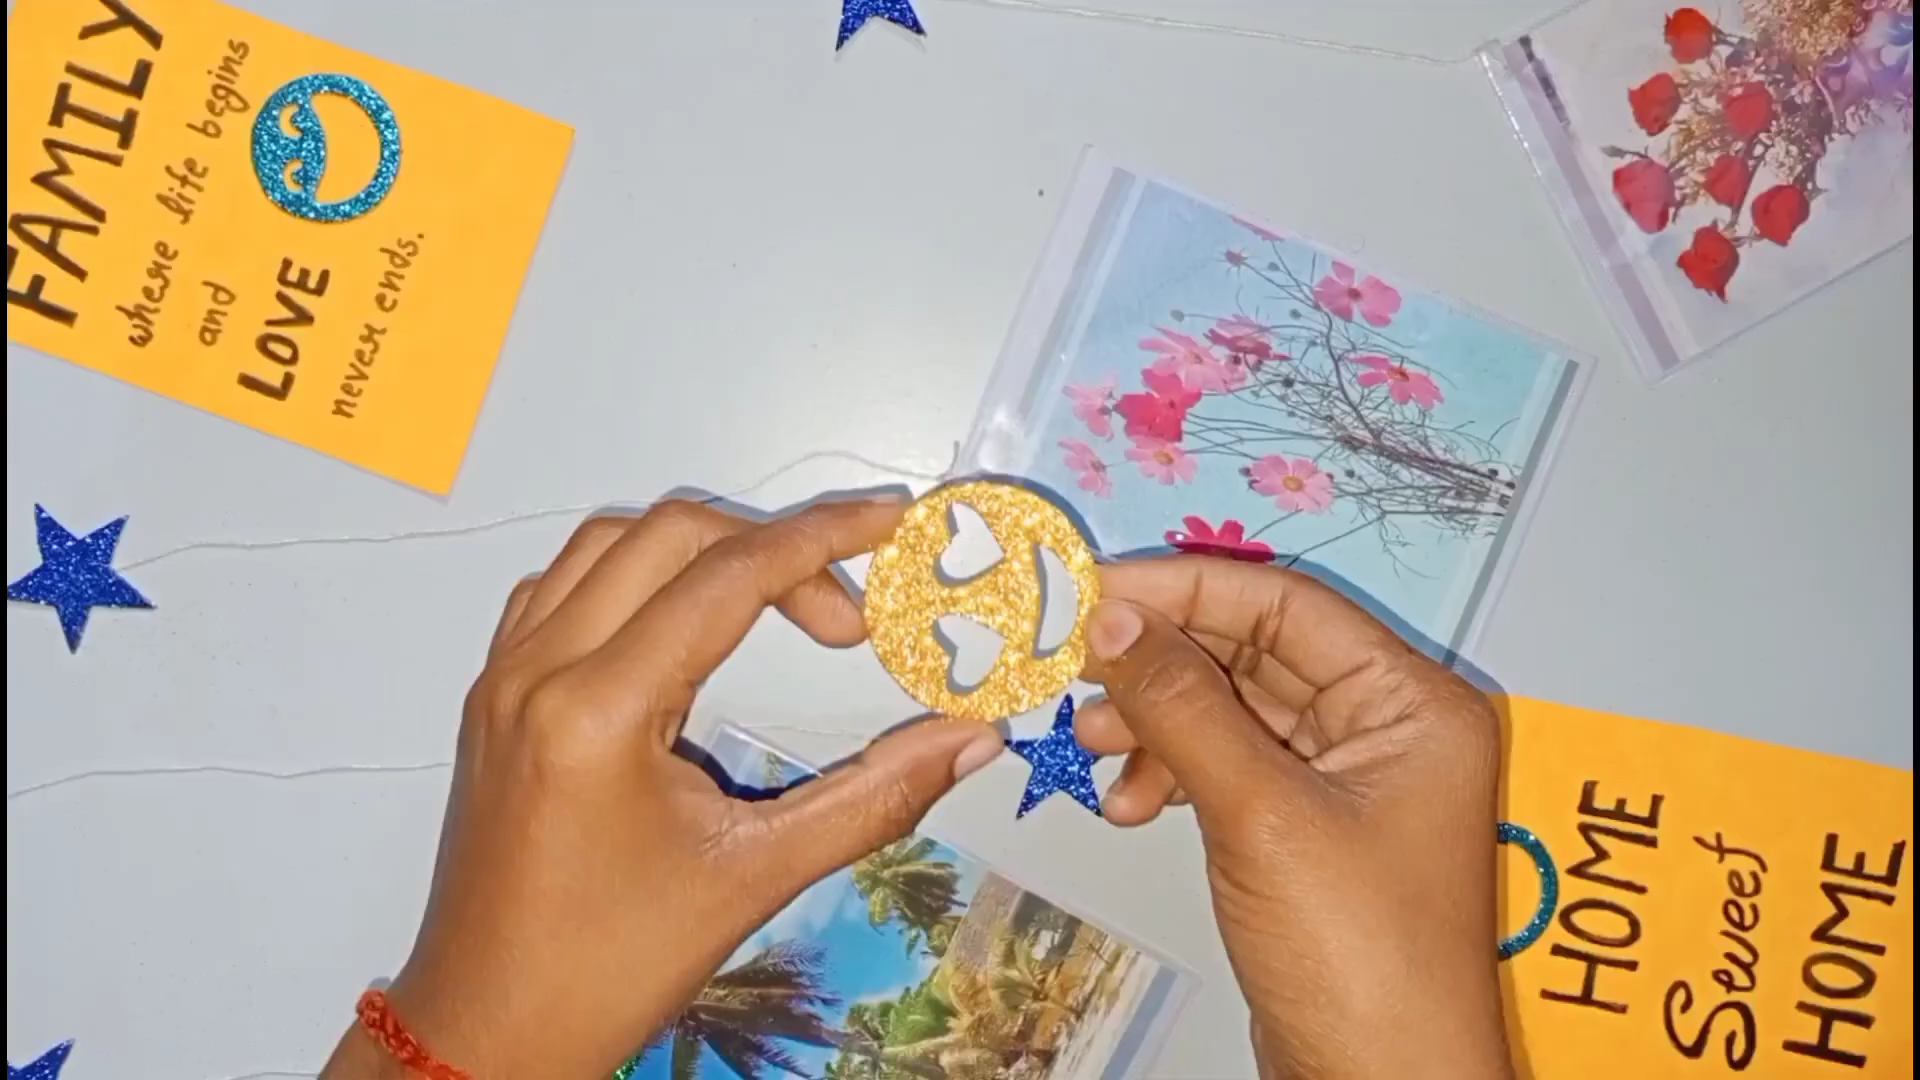 FAMILY
where life begins
and
LOVE
never ends.
HOME
Sweet
HOME